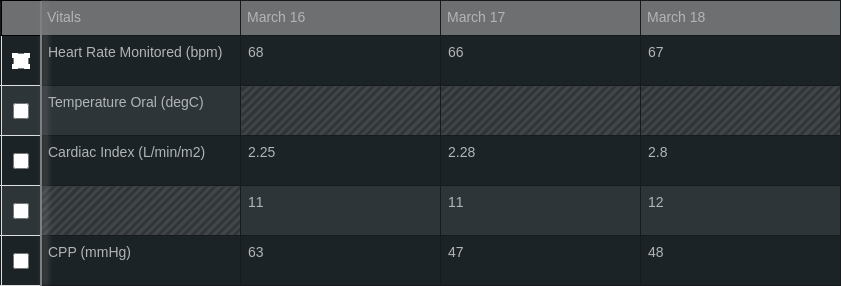 Vitals March 16 March 17 March 18
Heart Rate Monitored (bpm) 68 66 67
Temperature Oral (degC)
Cardiac Index (L/min/m2) 2.25 2.28 2.8
11 11 12
CPP (mmHg) 63 47 48